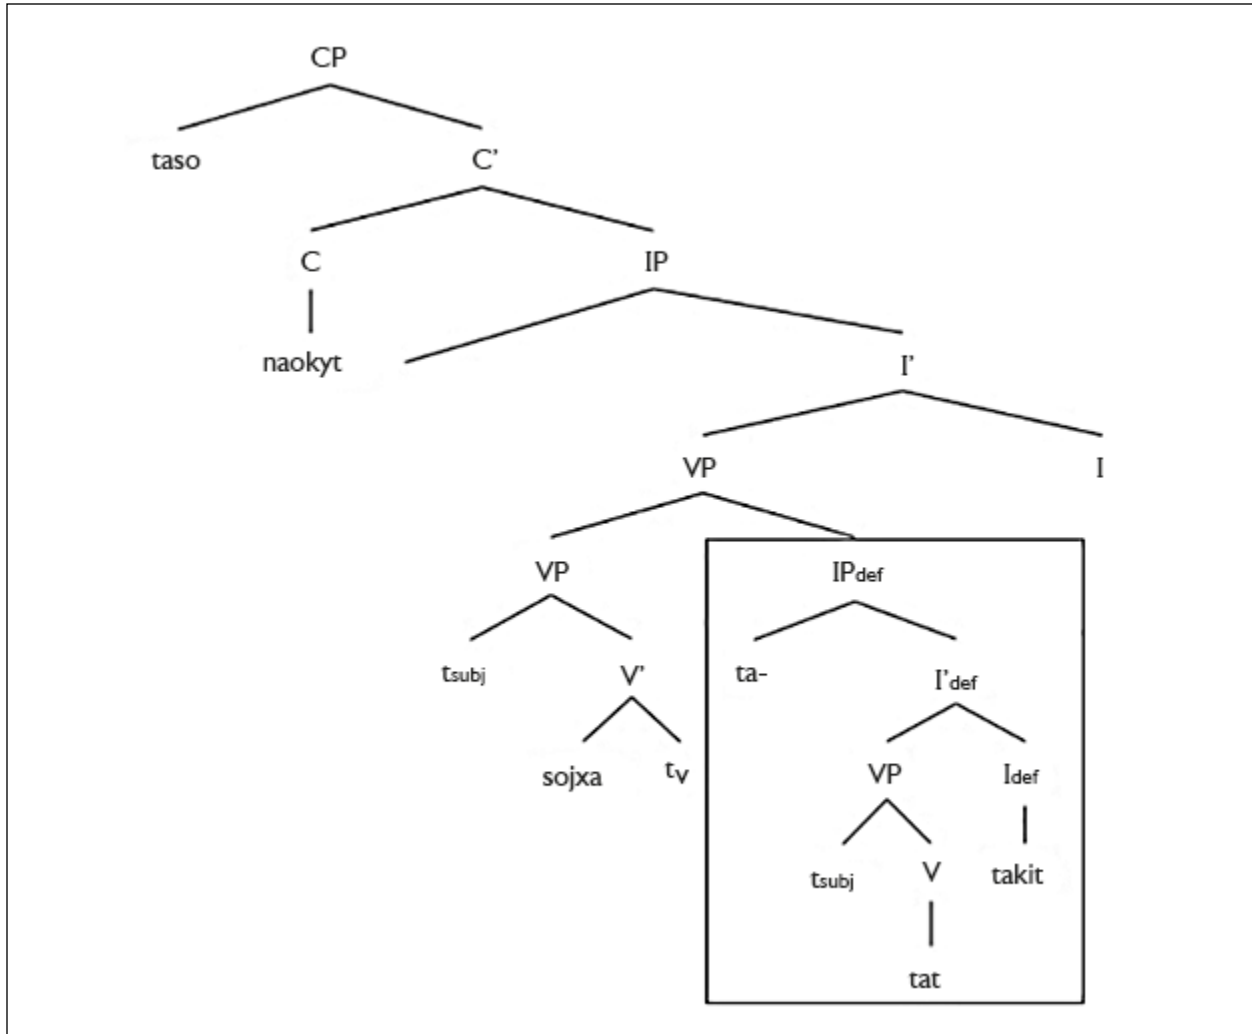 CP
taso C’
C IP
naokyt I’
VP I
VP IPdef
tsubj V’ ta- I’def
sojxa tv VP Idef
tsubj V takit
tat